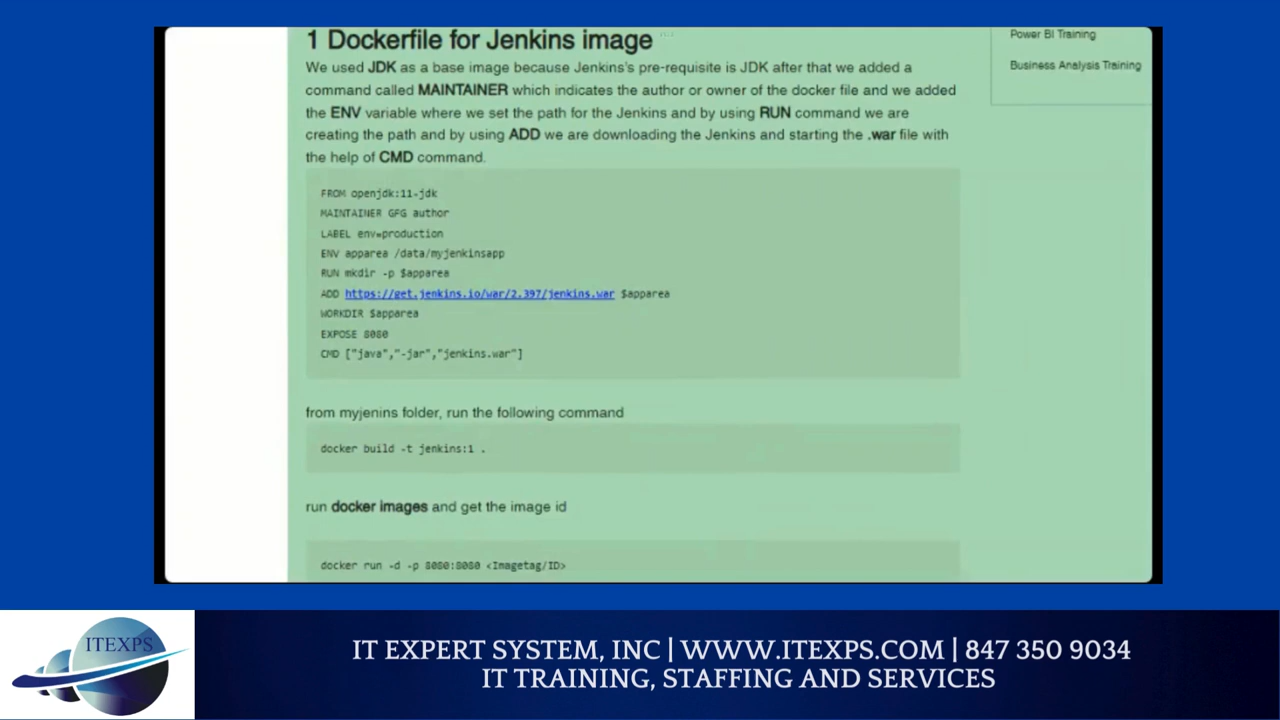 1 Dockerfile for Jenkins image
We used JDK as a base image because Jenkins's pre-requisite is JDK after that we added a
command called MAINTAINER which indicates the author or owner of the docker file and we added
the ENV variable where we set the path for the Jenkins and by using RUN command we are
creating the path and by using ADD we are downloading the Jenkins and starting the .war file with
the help of CMD command.
FROM openjdk:11-jdk
MAINTAINER GFG author
LABEL env=production
ENV apparea /data/myjenkinsapp
RUN mkdir -p $apparea
ADD https://get.jenkins.io/war/2.397/jenkins.war $apparea
WORKDIR $apparea
EXPOSE 8080
CMD ["java","-jar","jenkins.war"]
from myjenins folder, run the following command
docker build -t jenkins:1 .
run docker images and get the image id
docker run -d -p 8080:8080 <Imagetag/ID>
Power BI Training
Business Analysis Training
ITEXPS
IT EXPERT SYSTEM, INC | WWW.ITEXPS.COM | 847 350 9034
IT TRAINING, STAFFING AND SERVICES